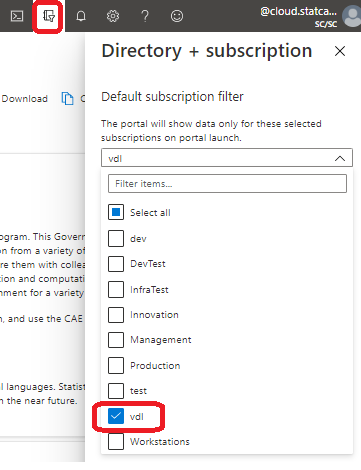 @cloud.statca...
SC/SC
Directory + subscription
Download
Default subscription filter
The portal will show data only for these selected
subscriptions on portal launch.
vdl
Filter items...
Select all
dev
DevTest
InfraTest
Innovation
Management
Production
test
vdl
Workstations
ogram. This Govern
on from a variety of
re them with collea
tion and computati
nment for a variety
n, and use the CAE
l languages. Statist
n the near future.